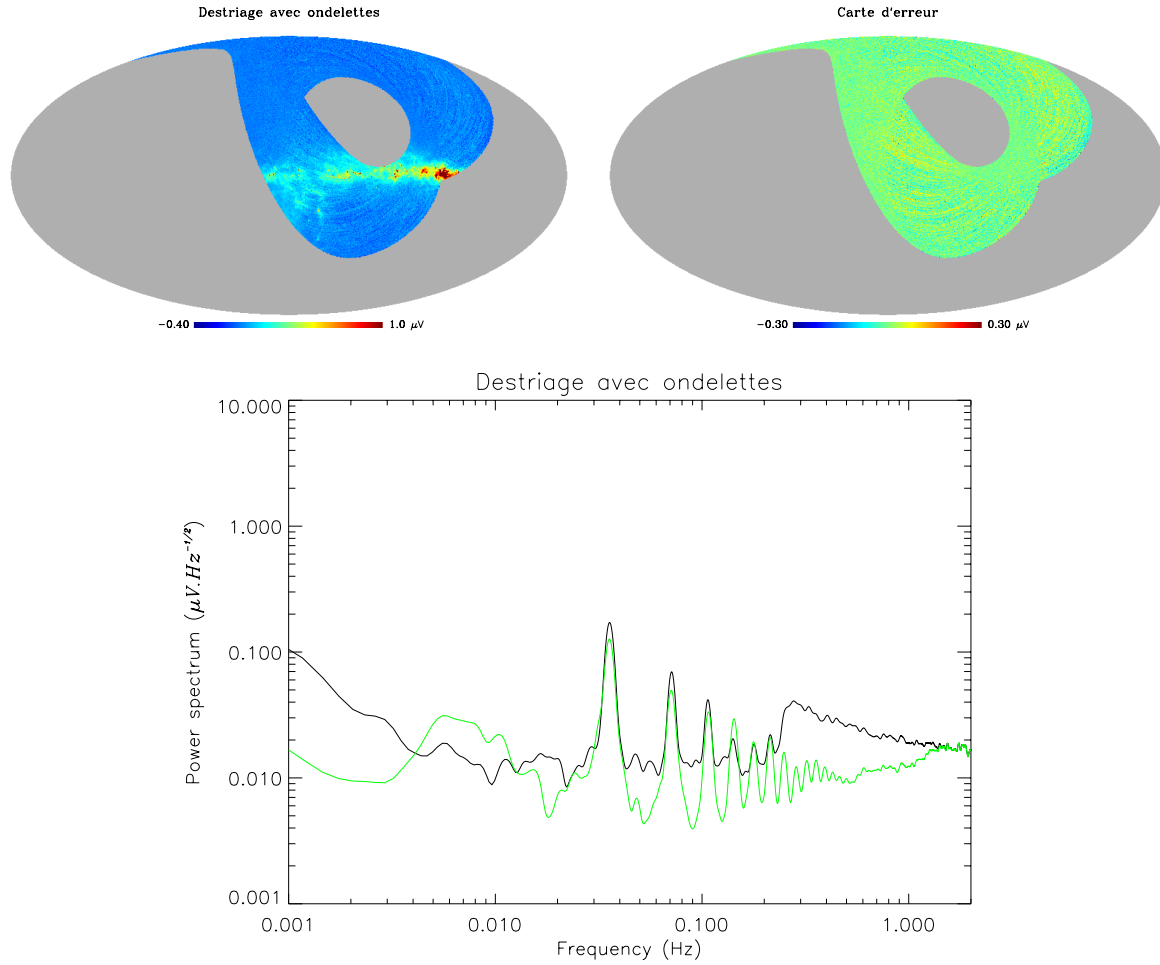 Destriage avec ondelettes
Carte d'erreur
-0.40 1.0 μV
-0.30 0.30 μV
Destriage avec ondelettes
10.000
1.000
0.100
0.010
0.001
Power spectrum (μV.Hz^-1/2)
0.001 0.010 0.100 1.000
Frequency (Hz)